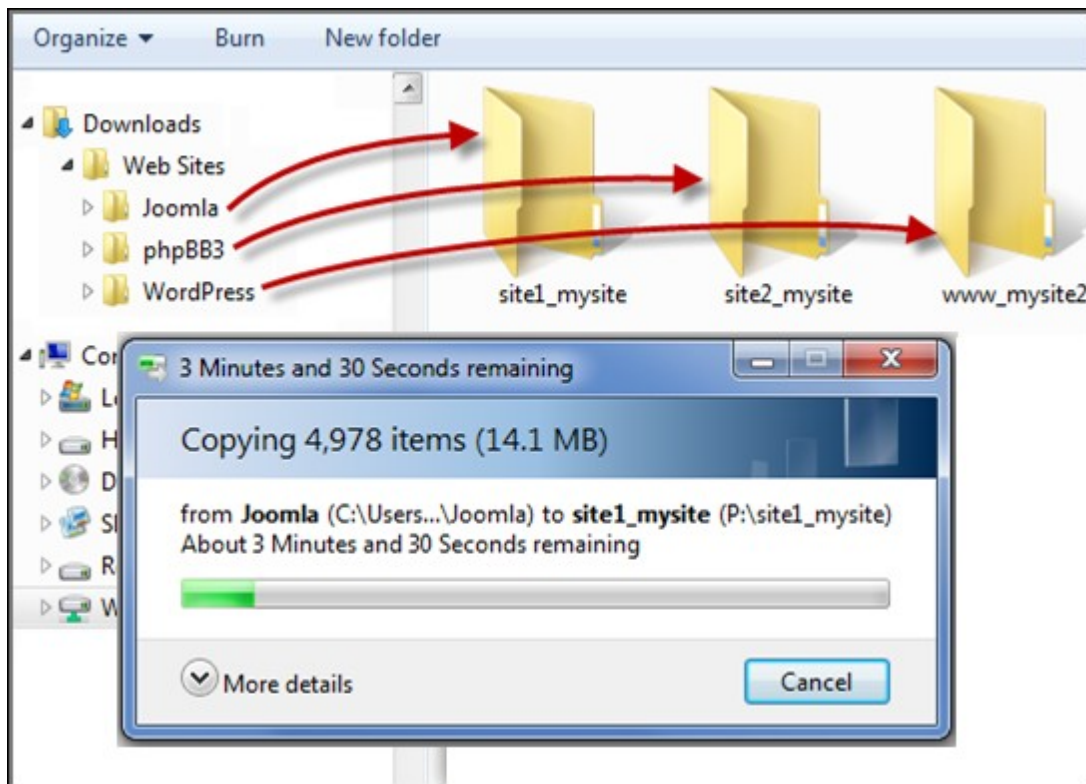 Organize Burn New folder
Downloads
Web Sites
Joomla
phpBB3
WordPress
site1_mysite site2_mysite www_mysite2
3 Minutes and 30 Seconds remaining
Copying 4,978 items (14.1 MB)
from Joomla (C:\Users...\Joomla) to site1_mysite (P:\site1_mysite)
About 3 Minutes and 30 Seconds remaining
More details
Cancel